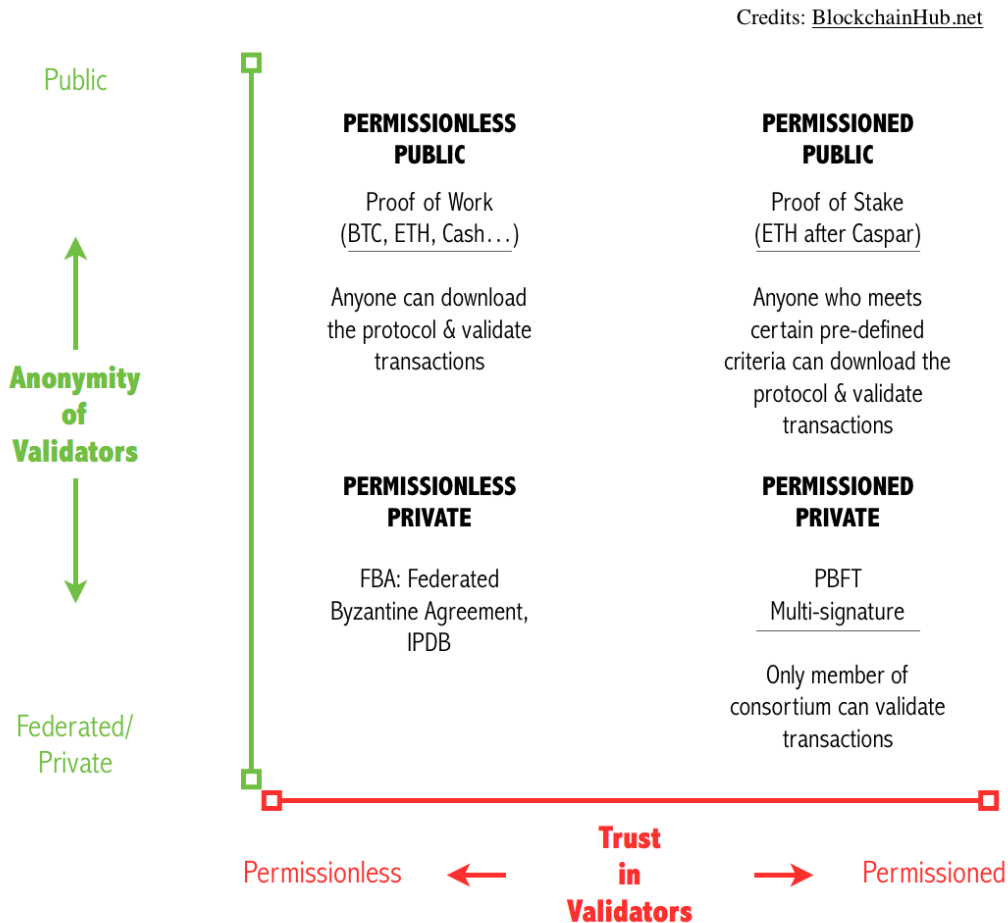 Credits: BlockchainHub.net
Public
PERMISSIONLESS
PUBLIC
Proof of Work
(BTC, ETH, Cash…)
Anyone can download
the protocol & validate
transactions
PERMISSIONED
PUBLIC
Proof of Stake
(ETH after Caspar)
Anyone who meets
certain pre-defined
criteria can download the
protocol & validate
transactions
Anonymity
of
Validators
PERMISSIONLESS
PRIVATE
FBA: Federated
Byzantine Agreement,
IPDB
PERMISSIONED
PRIVATE
PBFT
Multi-signature
Only member of
consortium can validate
transactions
Federated/
Private
Permissionless
Trust
in
Validators
Permissioned